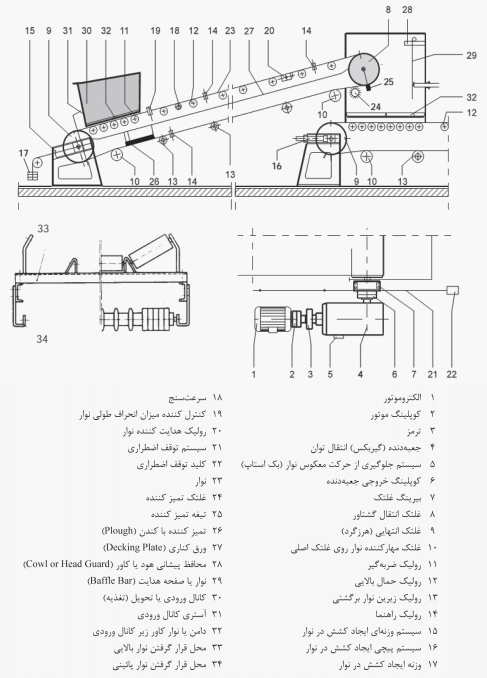 15 9 31 30 32 11 19 18 12 14 23 27 20 14 8 28
29
25
24
32
12
9
17
10 26 13 14 13
10
16
9 10 13
33
34
1 2 3 5 4 6 7 21 22
۱ الکتروموتور
۲ کوپلینگ موتور
۳ ترمز
۴ جعبه‌دنده (گیربکس) انتقال توان
۵ سیستم جلوگیری از حرکت معکوس نوار (بک استاپ)
۶ کوپلینگ خروجی جعبه‌دنده
۷ بیرینگ غلتک
۸ غلتک انتقال گشتاور
۹ غلتک انتهایی (هرزگرد)
۱۰ غلتک مهارکننده نوار روی غلتک اصلی
۱۱ رولیک ضربه‌گیر
۱۲ رولیک حمال بالایی
۱۳ رولیک زیرین نوار برگشتی
۱۴ رولیک راهنما
۱۵ سیستم وزنه‌ای ایجاد کشش در نوار
۱۶ سیستم پیچی ایجاد کشش در نوار
۱۷ وزنه ایجاد کشش در نوار
۱۸ سرعت‌سنج
۱۹ کنترل کننده میزان انحراف طولی نوار
۲۰ رولیک هدایت کننده نوار
۲۱ سیستم توقف اضطراری
۲۲ کلید توقف اضطراری
۲۳ نوار
۲۴ غلتک تمیز کننده
۲۵ تیغه تمیز کننده
۲۶ تمیز کننده با کندن (Plough)
۲۷ ورق کناری (Decking Plate)
۲۸ محافظ پیشانی هود یا کاور (Cowl or Head Guard)
۲۹ نوار یا صفحه هدایت (Baffle Bar)
۳۰ کانال ورودی یا تحویل (تغذیه)
۳۱ آستری کانال ورودی
۳۲ دامن یا نوار کاور زیر کانال ورودی
۳۳ محل قرار گرفتن نوار بالایی
۳۴ محل قرار گرفتن نوار پائینی